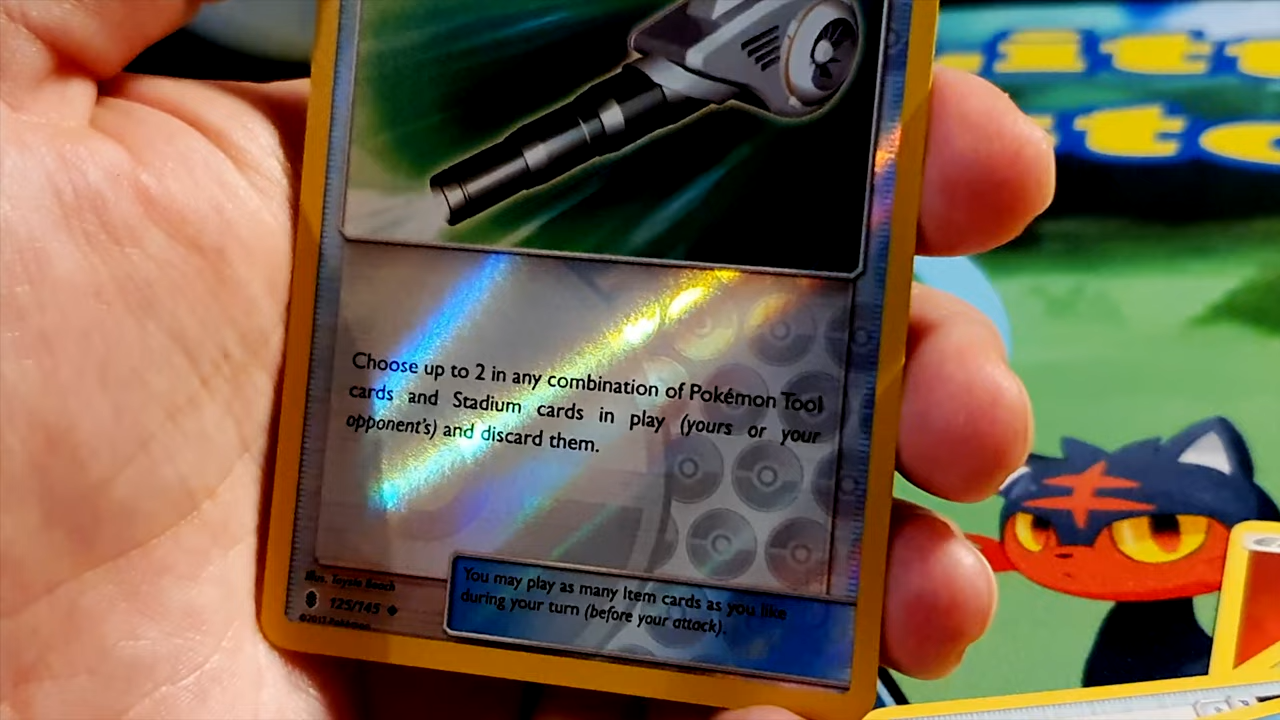 Choose up to 2 in any combination of Pokémon Tool
cards and Stadium cards in play (yours or your
opponent's) and discard them.
Illus. Toyste Beach
125/145
©2017 Pokémon
You may play as many Item cards as you like
during your turn (before your attack).